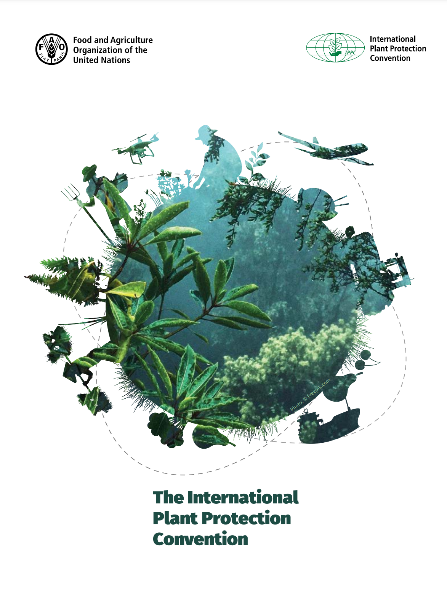 Food and Agriculture
Organization of the
United Nations
International
Plant Protection
Convention
The International
Plant Protection
Convention